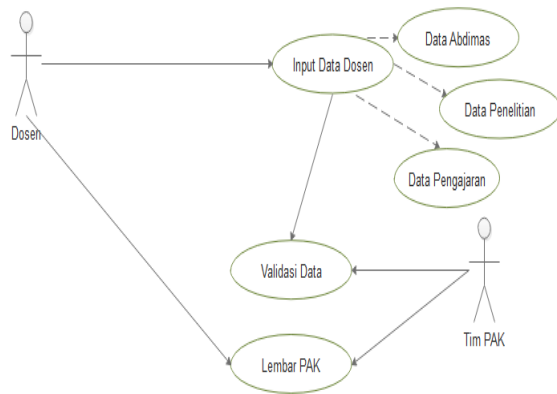 Data Abdimas
Input Data Dosen
Data Penelitian
Dosen
Data Pengajaran
Validasi Data
Tim PAK
Lembar PAK